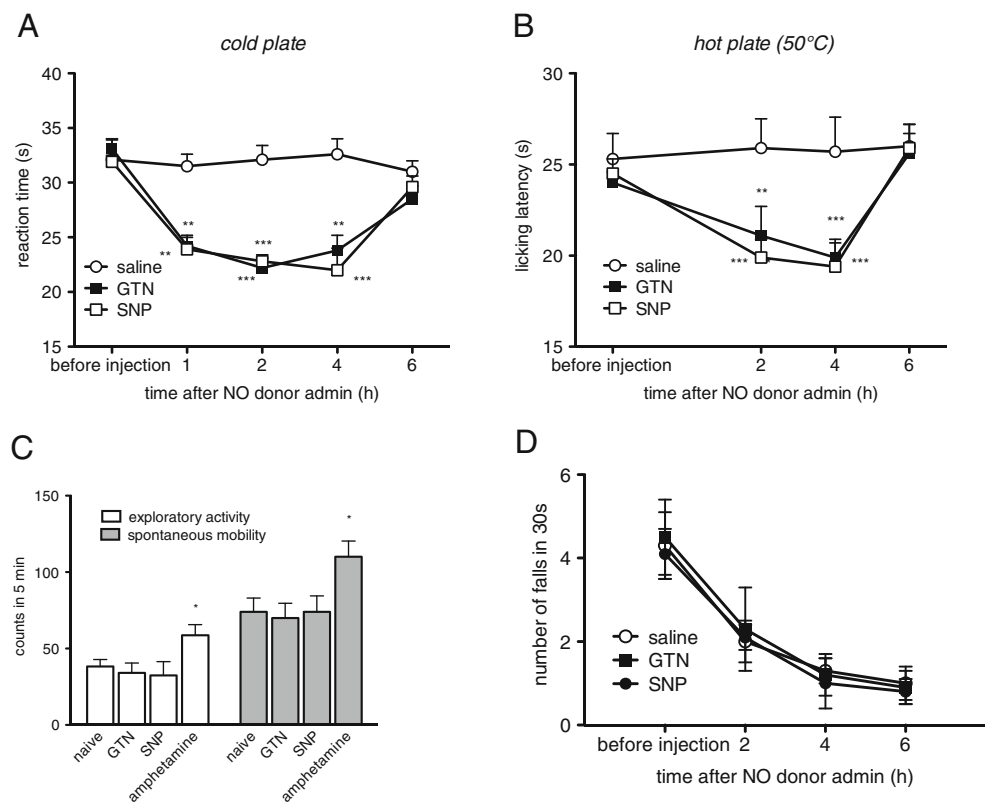 A
cold plate
reaction time (s)
40
35
30
25
20
15
**
**
***
***
**
***
saline
GTN
SNP
before injection 1 2 4 6
time after NO donor admin (h)
B
hot plate (50°C)
licking latency (s)
30
25
20
15
**
***
***
***
saline
GTN
SNP
before injection 2 4 6
time after NO donor admin (h)
C
counts in 5 min
150
100
50
0
exploratory activity
spontaneous mobility
*
*
naive GTN SNP amphetamine naive GTN SNP amphetamine
D
number of falls in 30s
6
4
2
0
saline
GTN
SNP
before injection 2 4 6
time after NO donor admin (h)